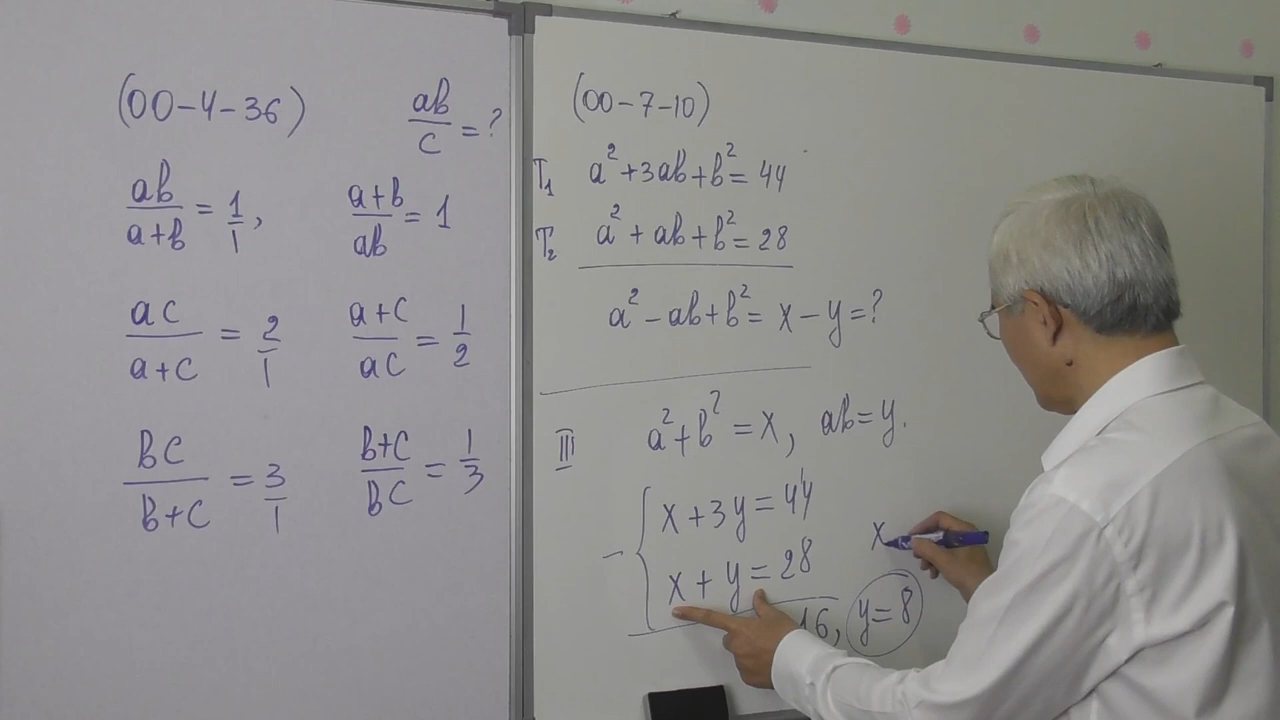 (00-4-36)
ab/c = ?
ab/a+b = 1/1, a+b/ab = 1
ac/a+c = 2/1 a+c/ac = 1/2
bc/b+c = 3/1 b+c/bc = 1/3
(00-7-10)
T₁ a²+3ab+b²=44
T₂ a²+ab+b²=28
a²-ab+b²= x-y=?
III a²+b²=x, ab=y.
- { x+3y=44
x+y=28
16, y=8
x